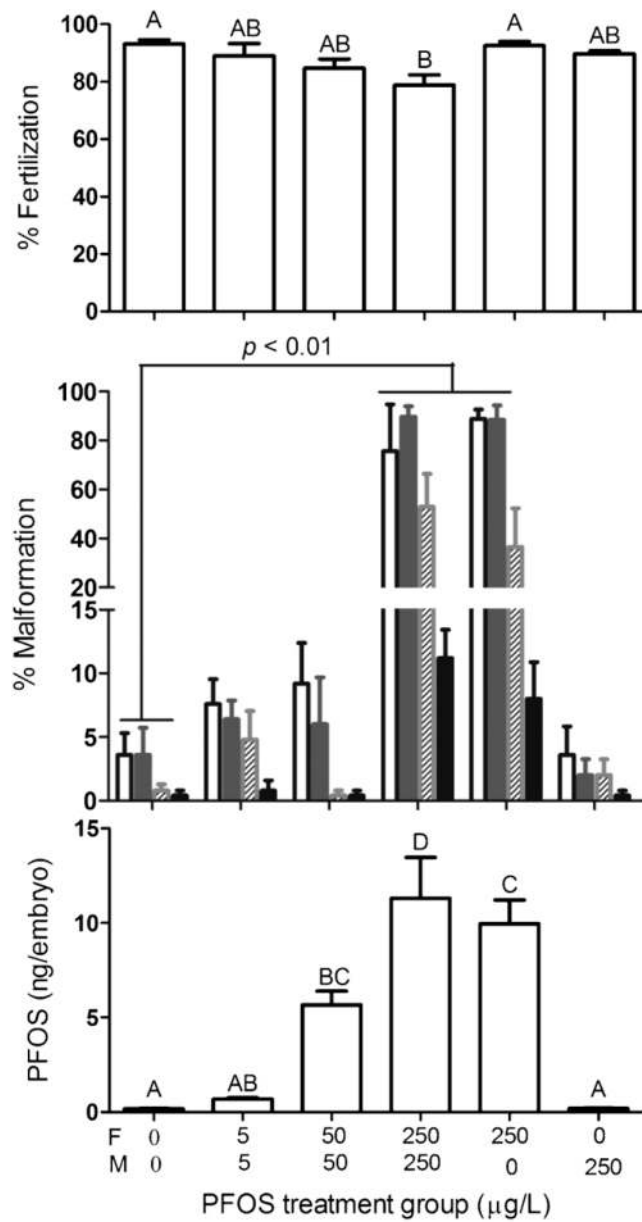 100
80
60
40
20
0
% Fertilization
A
AB
AB
B
A
AB
p < 0.01
100
80
60
40
20
15
10
5
0
% Malformation
15
10
5
0
PFOS (ng/embryo)
A
AB
BC
D
C
A
F 0 5 50 250 250 0
M 0 5 50 250 0 250
PFOS treatment group (μg/L)